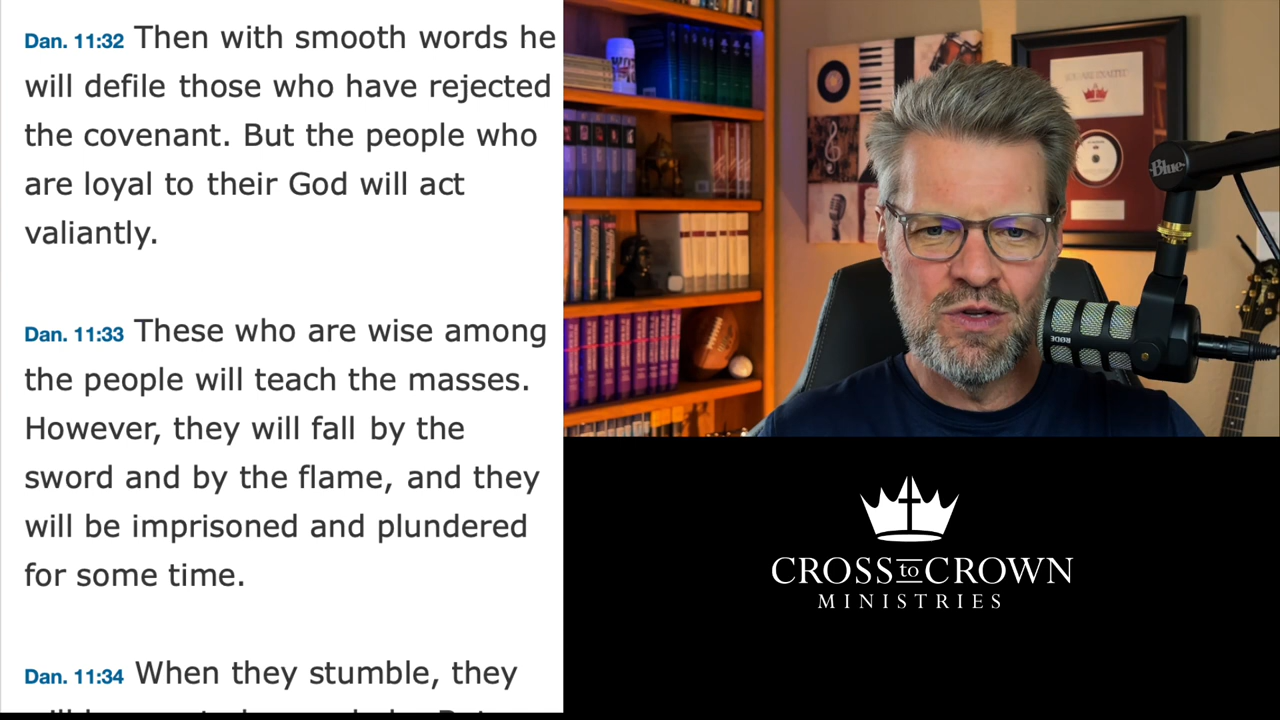 Dan. 11:32 Then with smooth words he
will defile those who have rejected
the covenant. But the people who
are loyal to their God will act
valiantly.
Dan. 11:33 These who are wise among
the people will teach the masses.
However, they will fall by the
sword and by the flame, and they
will be imprisoned and plundered
for some time.
Dan. 11:34 When they stumble, they
Blue
RØDE
CROSS to CROWN
MINISTRIES